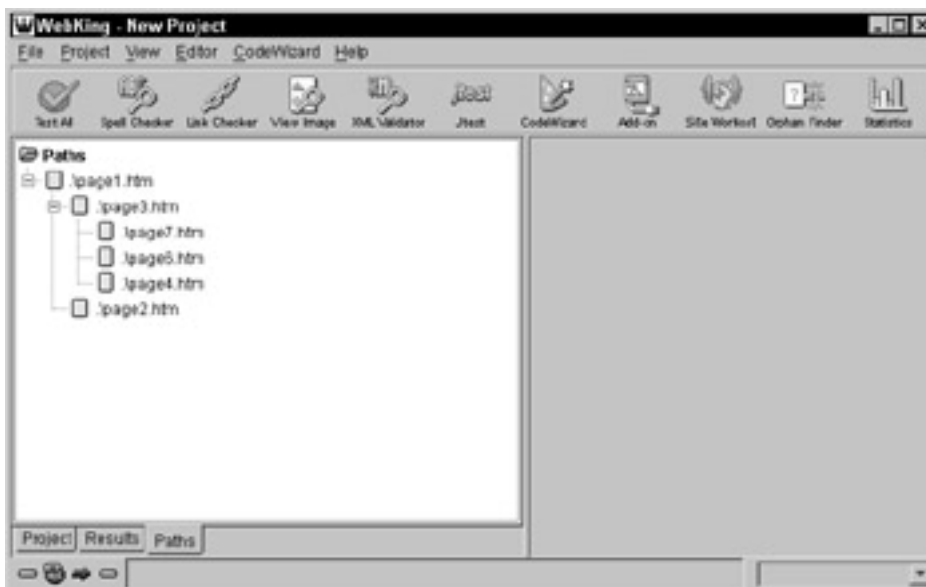 WebKing - New Project
File Project View Editor CodeWizard Help
Test All Spell Checker Link Checker View Image XML Validator Jtest CodeWizard Add-on Site Workout Orphan Finder Statistics
Paths
.\page1.htm
.\page3.htm
.\page7.htm
.\page6.htm
.\page4.htm
.\page2.htm
Project Results Paths